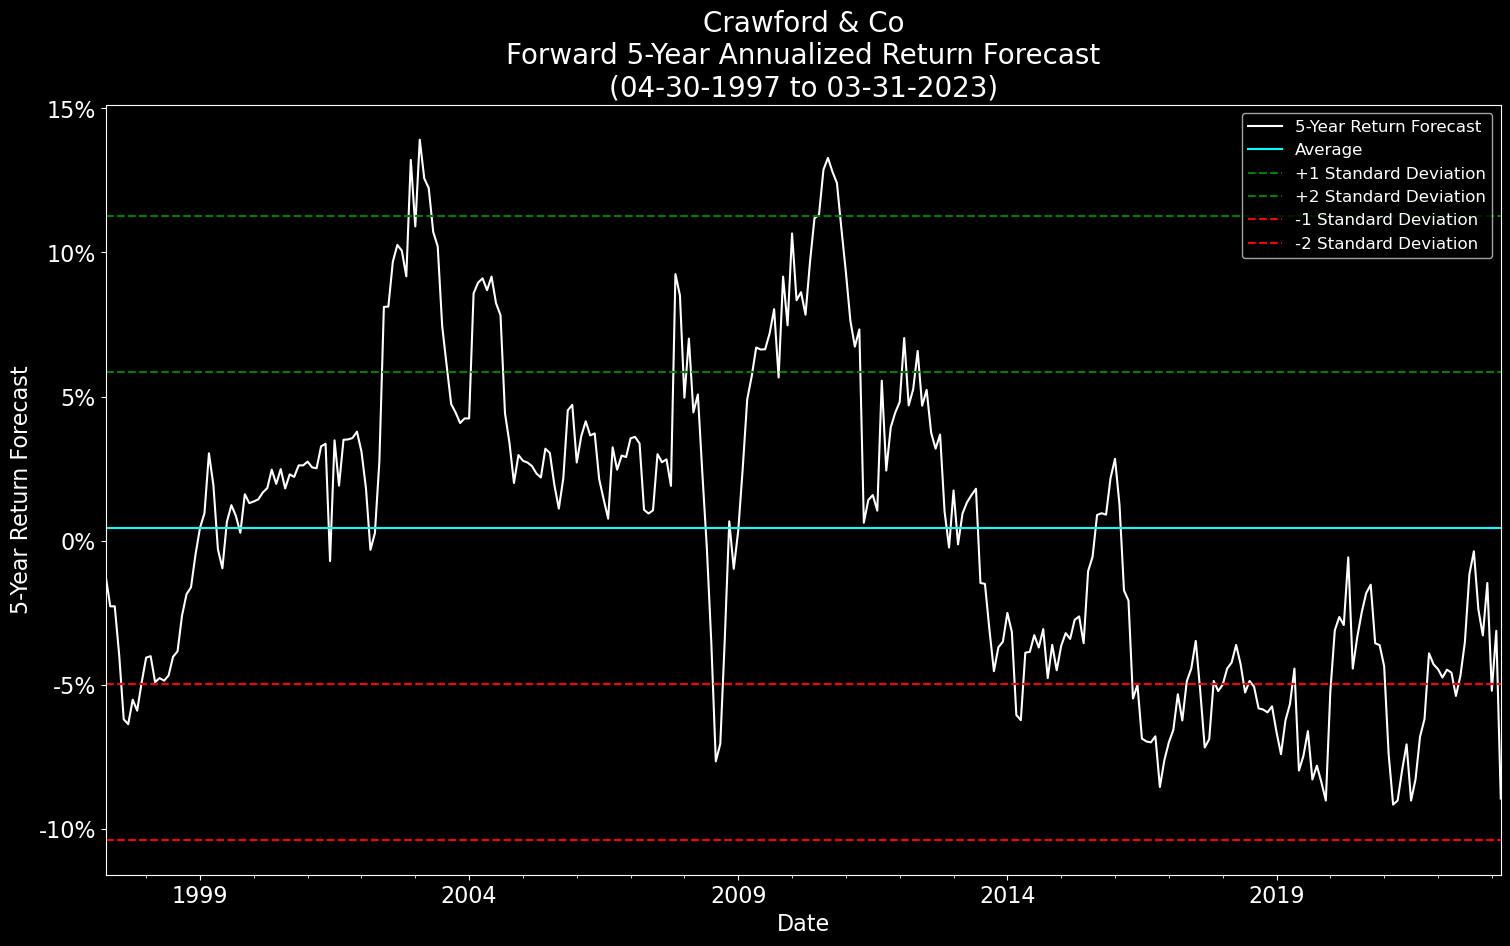 Crawford & Co
Forward 5-Year Annualized Return Forecast
(04-30-1997 to 03-31-2023)
15%
10%
5%
0%
-5%
-10%
5-Year Return Forecast
5-Year Return Forecast
Average
+1 Standard Deviation
+2 Standard Deviation
-1 Standard Deviation
-2 Standard Deviation
1999
2004
2009
2014
2019
Date